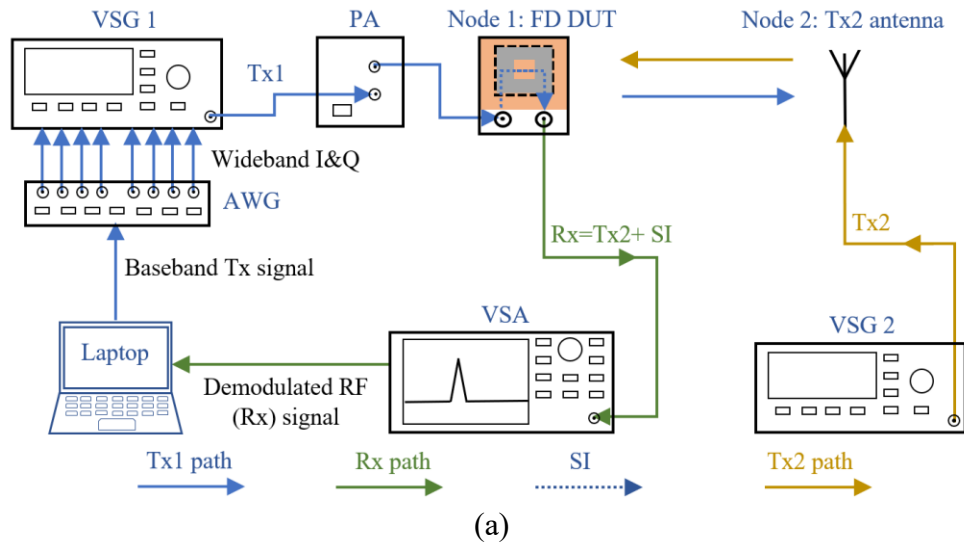 VSG 1
PA
Node 1: FD DUT
Node 2: Tx2 antenna
Tx1
Wideband I&Q
AWG
Rx=Tx2+ SI
Tx2
Baseband Tx signal
VSA
VSG 2
Laptop
Demodulated RF
(Rx) signal
Tx1 path
Rx path
SI
Tx2 path
(a)